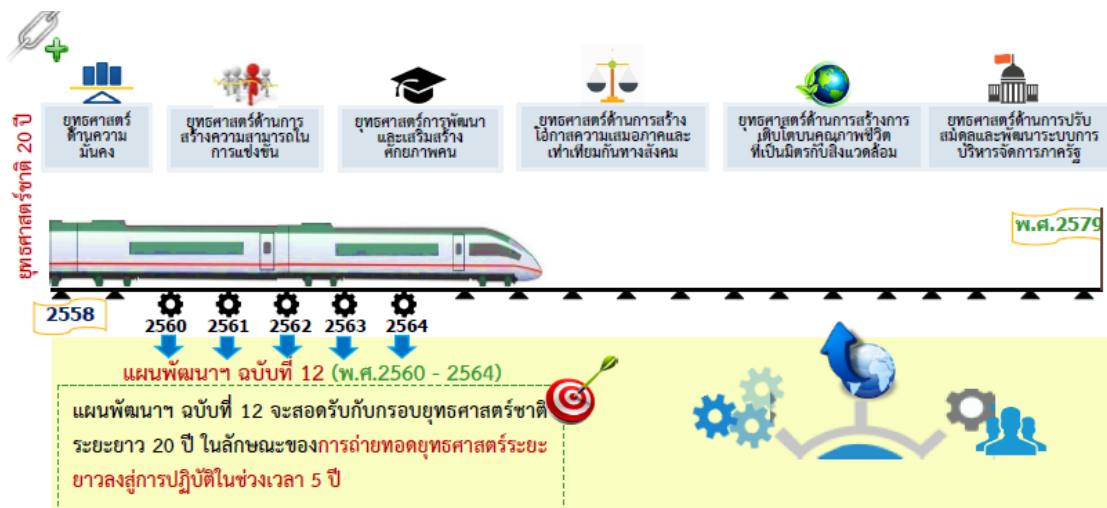 ยุทธศาสตร์ชาติ 20 ปี
ยุทธศาสตร์
ด้านความ
มั่นคง
ยุทธศาสตร์ด้านการ
สร้างความสามารถใน
การแข่งขัน
ยุทธศาสตร์การพัฒนา
และเสริมสร้าง
ศักยภาพคน
ยุทธศาสตร์ด้านการสร้าง
โอกาสความเสมอภาคและ
เท่าเทียมกันทางสังคม
ยุทธศาสตร์ด้านการสร้างการ
เติบโตบนคุณภาพชีวิต
ที่เป็นมิตรกับสิ่งแวดล้อม
ยุทธศาสตร์ด้านการปรับ
สมดุลและพัฒนาระบบการ
บริหารจัดการภาครัฐ
พ.ศ.2579
2558
2560 2561 2562 2563 2564
แผนพัฒนาฯ ฉบับที่ 12 (พ.ศ.2560 - 2564)
แผนพัฒนาฯ ฉบับที่ 12 จะสอดรับกับกรอบยุทธศาสตร์ชาติ
ระยะยาว 20 ปี ในลักษณะของการถ่ายทอดยุทธศาสตร์ระยะ
ยาวลงสู่การปฏิบัติในช่วงเวลา 5 ปี